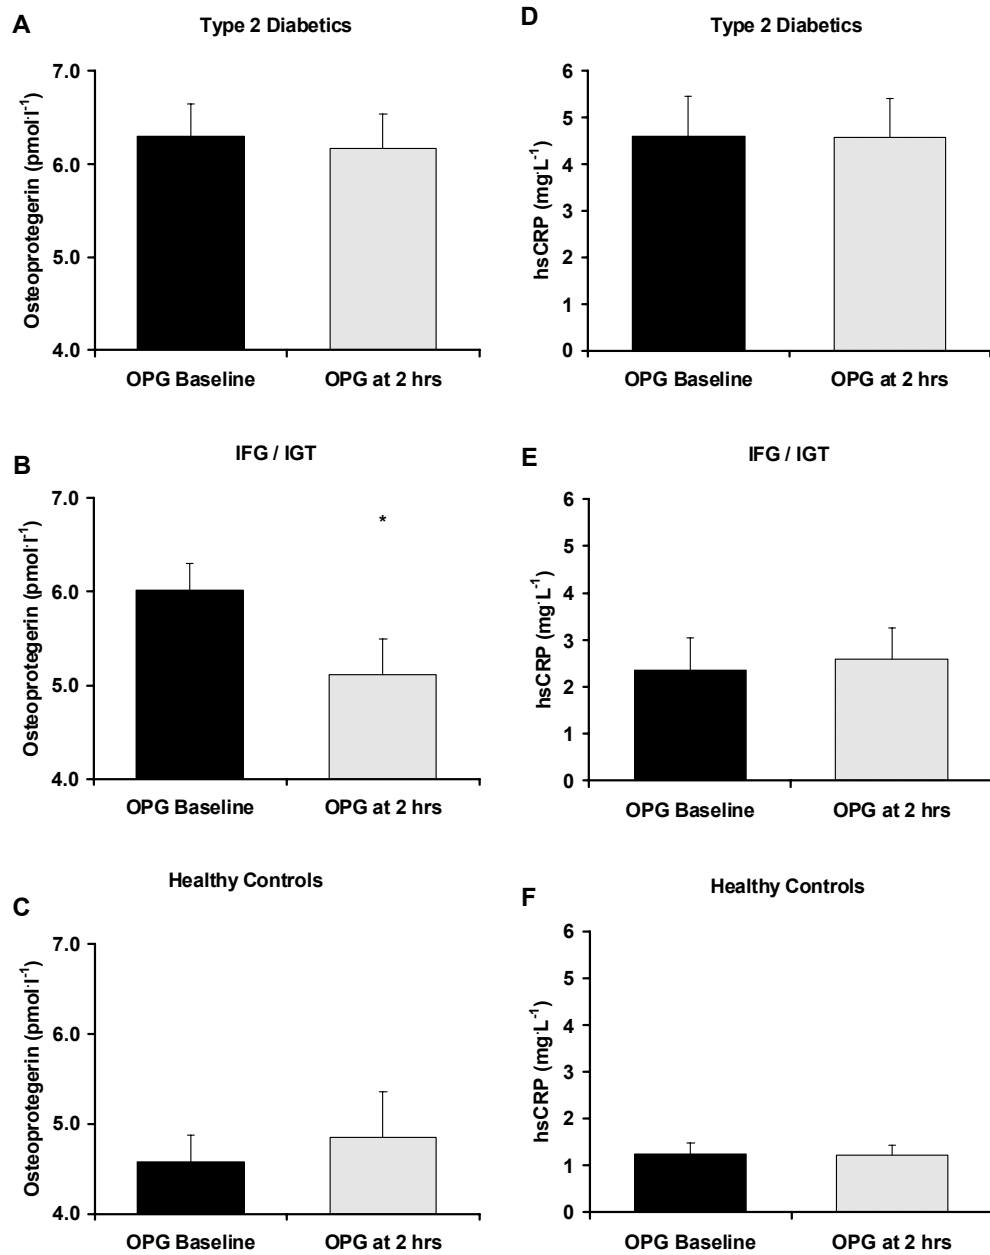 A
Type 2 Diabetics
Osteoprotegerin (pmol·l⁻¹)
7.0
6.0
5.0
4.0
OPG Baseline OPG at 2 hrs
D
Type 2 Diabetics
hsCRP (mg·L⁻¹)
6
5
4
3
2
1
0
OPG Baseline OPG at 2 hrs
B
IFG / IGT
Osteoprotegerin (pmol·l⁻¹)
7.0
6.0
5.0
4.0
*
OPG Baseline OPG at 2 hrs
E
IFG / IGT
hsCRP (mg·L⁻¹)
6
5
4
3
2
1
0
OPG Baseline OPG at 2 hrs
C
Healthy Controls
Osteoprotegerin (pmol·l⁻¹)
7.0
6.0
5.0
4.0
OPG Baseline OPG at 2 hrs
F
Healthy Controls
hsCRP (mg·L⁻¹)
6
5
4
3
2
1
0
OPG Baseline OPG at 2 hrs